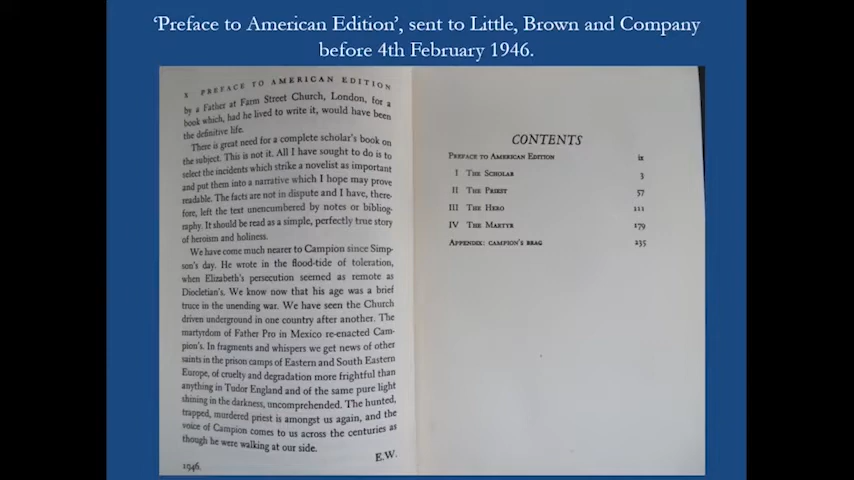 ‘Preface to American Edition’, sent to Little, Brown and Company
before 4th February 1946.
X PREFACE TO AMERICAN EDITION
by a Father at Farm Street Church, London, for a
book which, had he lived to write it, would have been
the definitive life.
There is great need for a complete scholar's book on
the subject. This is not it. All I have sought to do is to
select the incidents which strike a novelist as important
and put them into a narrative which I hope may prove
readable. The facts are not in dispute and I have, there-
fore, left the text unencumbered by notes or bibliog-
raphy. It should be read as a simple, perfectly true story
of heroism and holiness.
We have come much nearer to Campion since Simp-
son's day. He wrote in the flood-tide of toleration,
when Elizabeth's persecution seemed as remote as
Diocletian's. We know now that his age was a brief
truce in the unending war. We have seen the Church
driven underground in one country after another. The
martyrdom of Father Pro in Mexico re-enacted Cam-
pion's. In fragments and whispers we get news of other
saints in the prison camps of Eastern and South Eastern
Europe, of cruelty and degradation more frightful than
anything in Tudor England and of the same pure light
shining in the darkness, uncomprehended. The hunted,
trapped, murdered priest is amongst us again, and the
voice of Campion comes to us across the centuries as
though he were walking at our side.
E.W.
1946.
CONTENTS
PREFACE TO AMERICAN EDITION ix
I THE SCHOLAR 3
II THE PRIEST 57
III THE HERO 111
IV THE MARTYR 179
APPENDIX: CAMPION'S BRAG 235